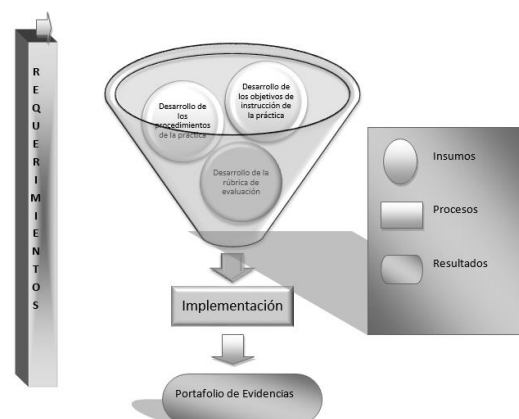 REQUERIMIENTOS
Desarrollo de
los
procedimientos
de la práctica
Desarrollo de
los objetivos de
instrucción de
la práctica
Desarrollo de la
rúbrica de
evaluación
Implementación
Portafolio de Evidencias
Insumos
Procesos
Resultados